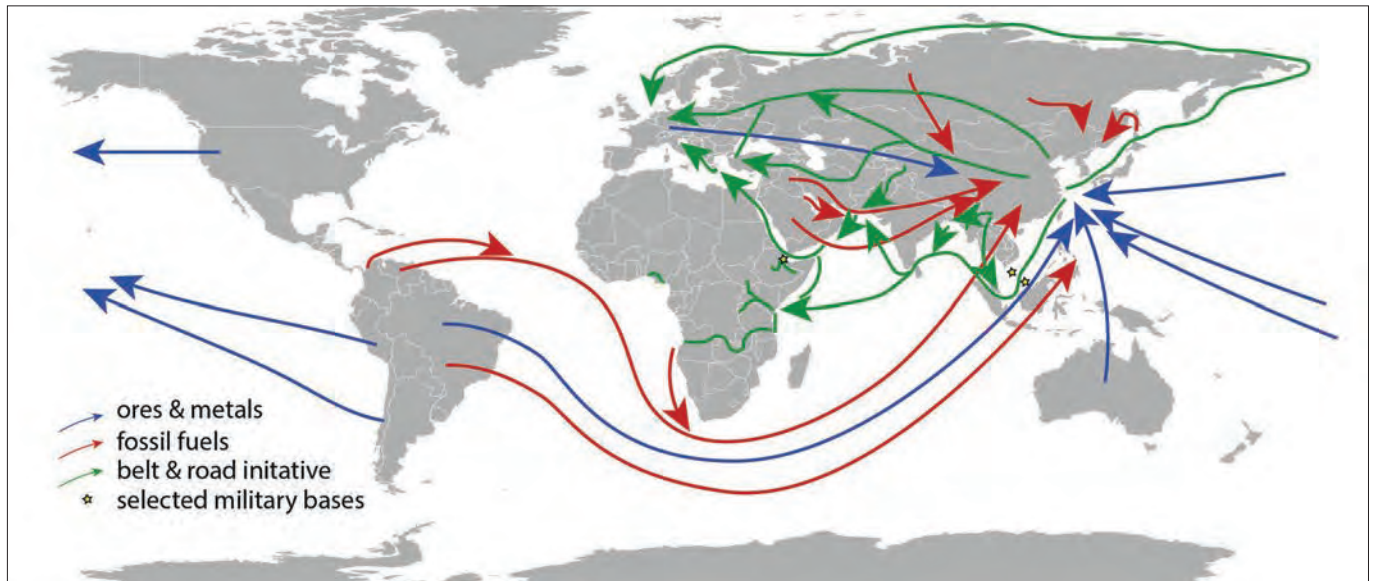 ores & metals
fossil fuels
belt & road initative
selected military bases